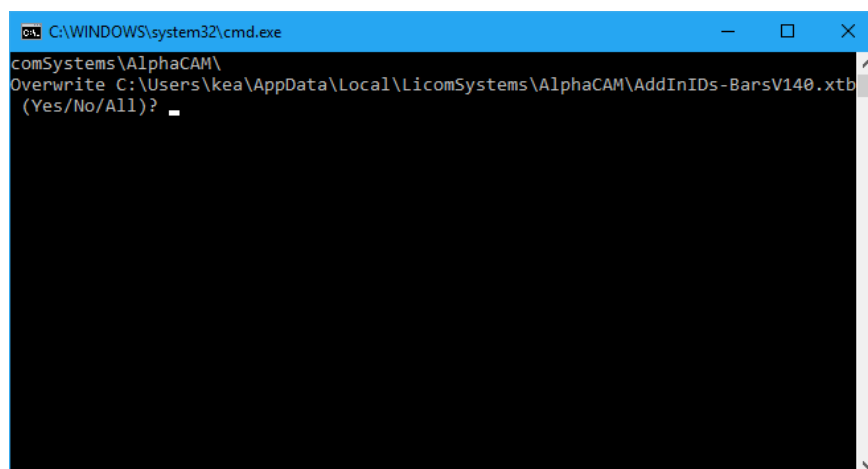 C:\WINDOWS\system32\cmd.exe
comSystems\AlphaCAM\
Overwrite C:\Users\kea\AppData\Local\LicomSystems\AlphaCAM\AddInIDs-BarsV140.xtb
(Yes/No/All)?